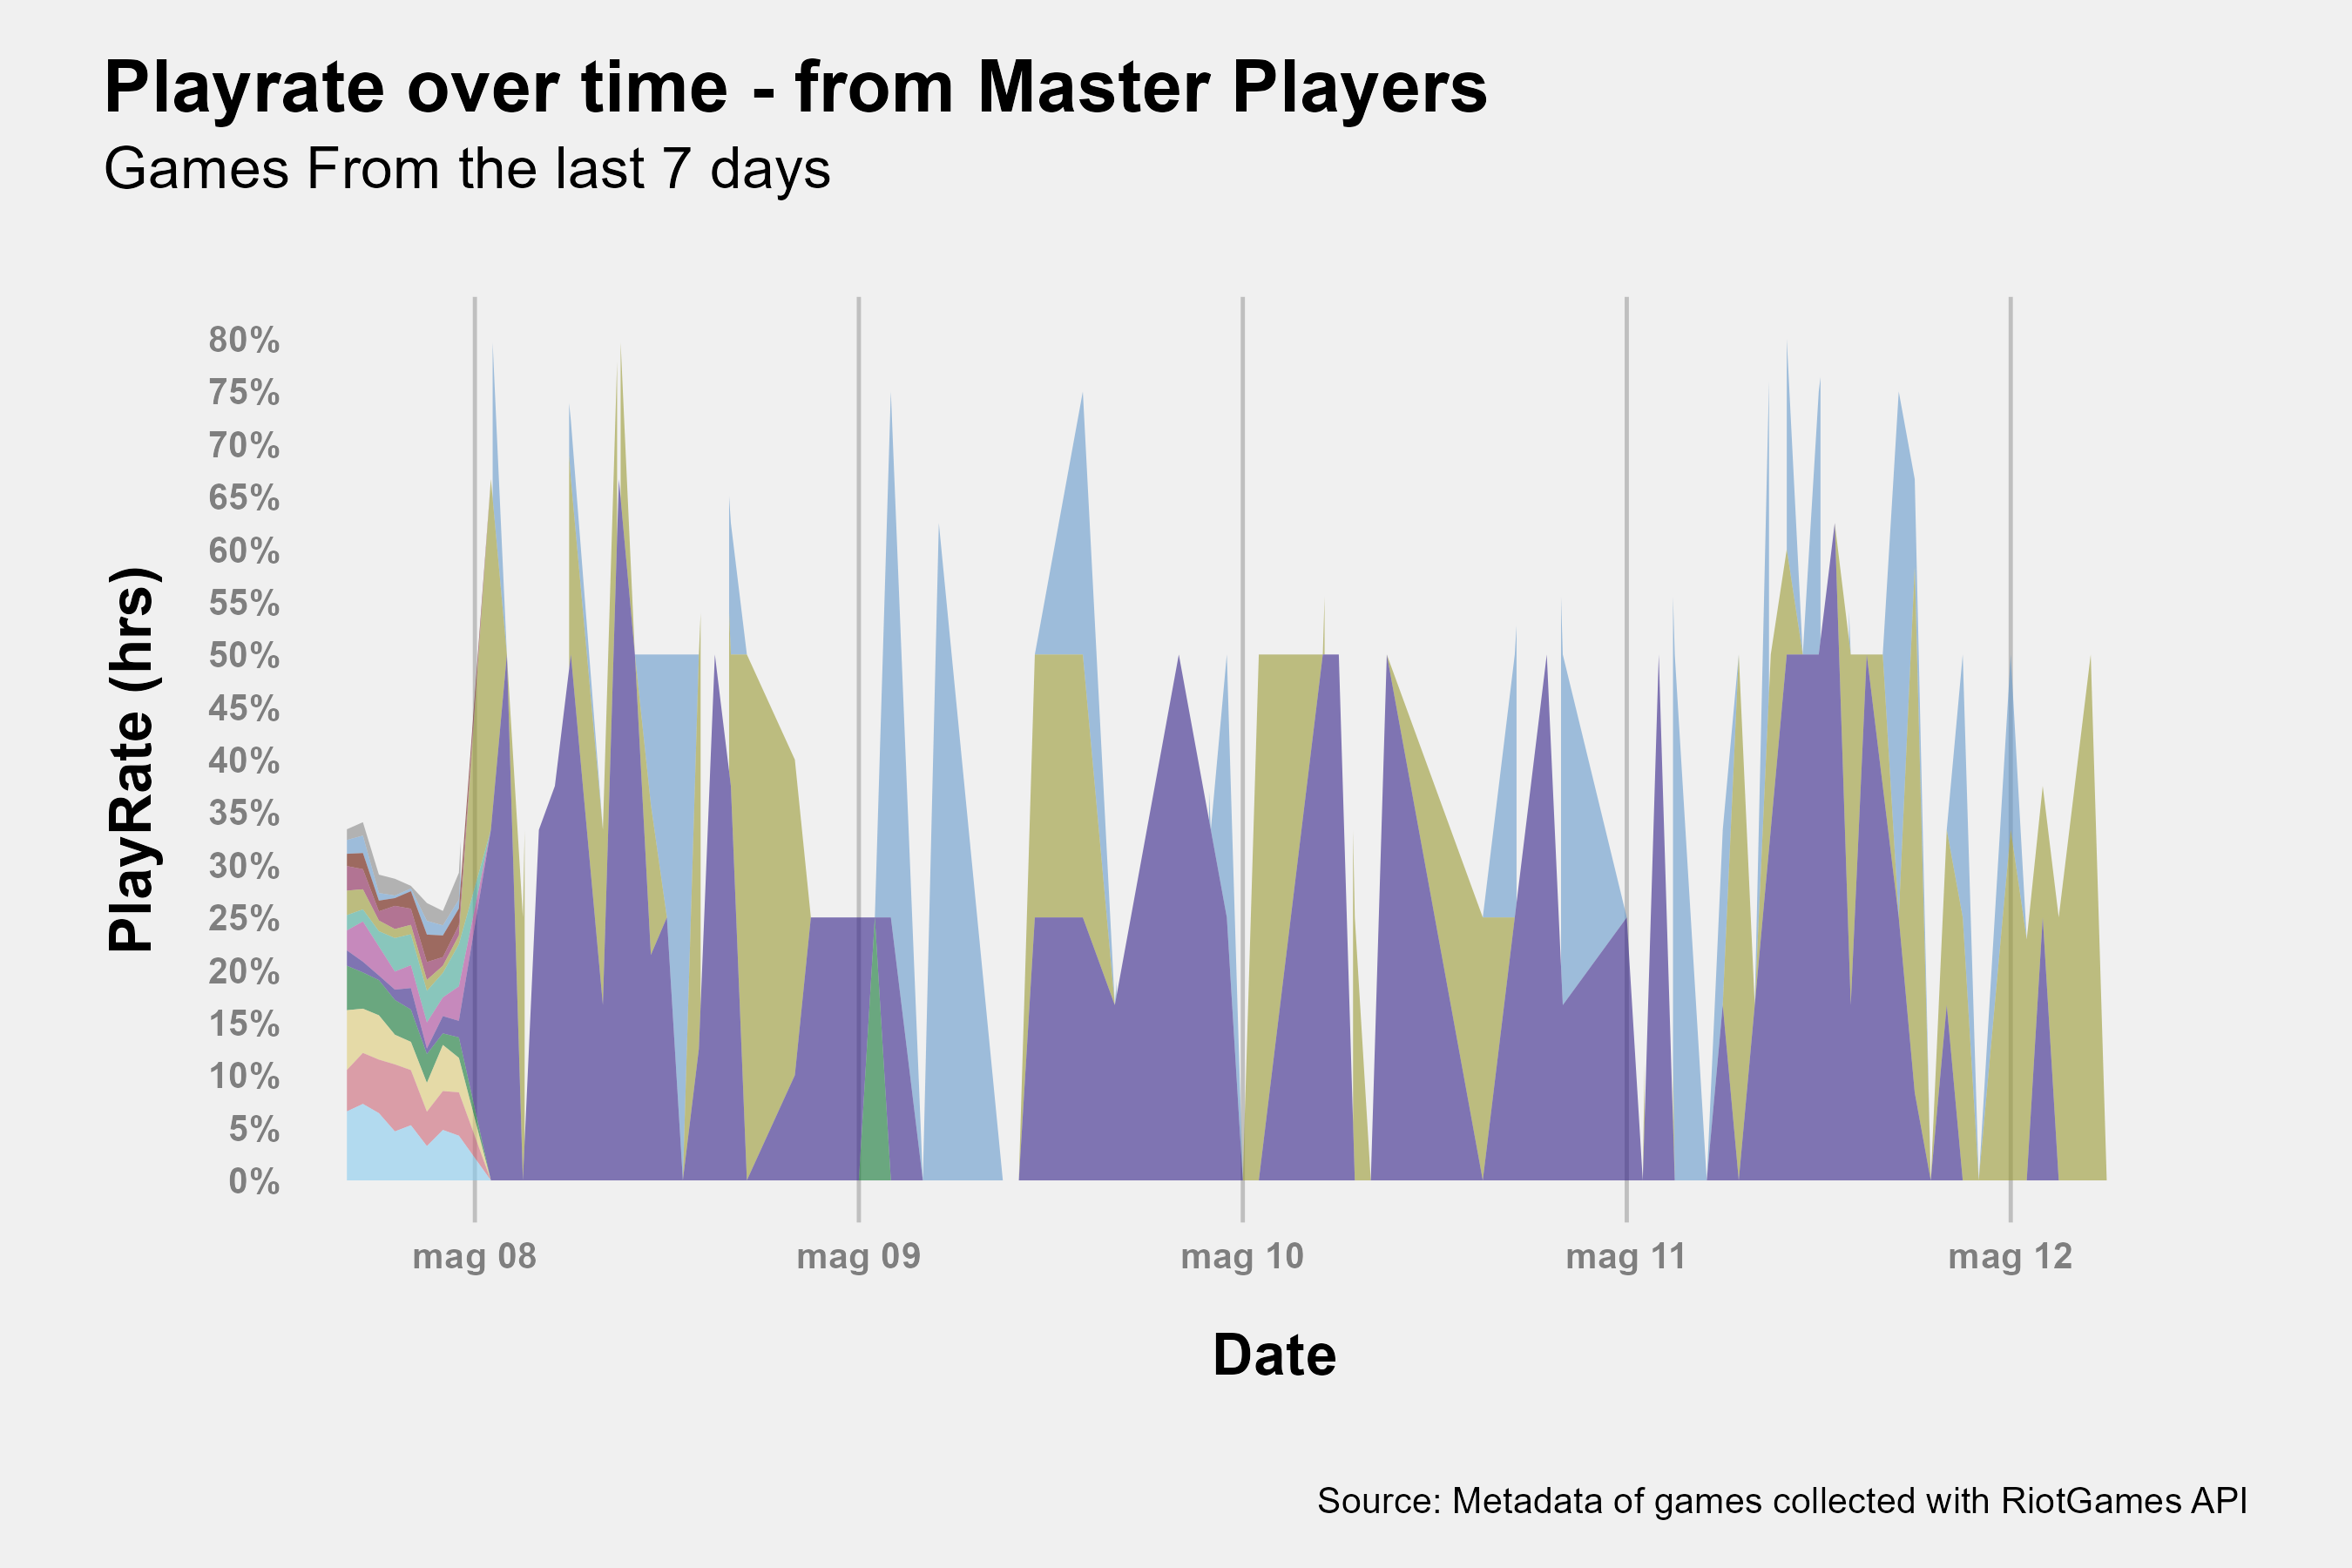 Playrate over time - from Master Players
Games From the last 7 days
PlayRate (hrs)
80%
75%
70%
65%
60%
55%
50%
45%
40%
35%
30%
25%
20%
15%
10%
5%
0%
mag 08 mag 09 mag 10 mag 11 mag 12
Date
Source: Metadata of games collected with RiotGames API